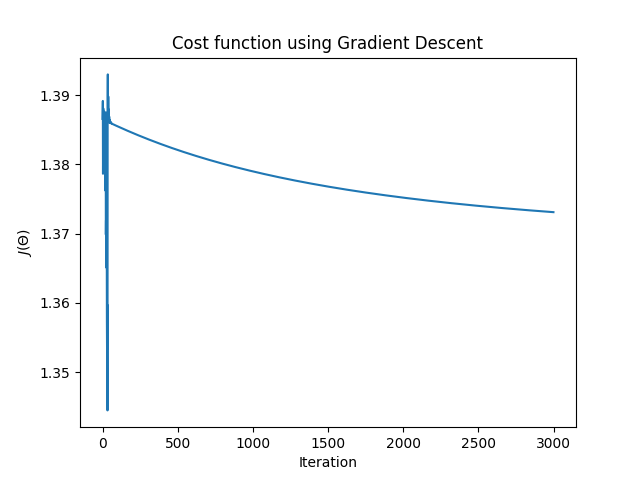 Cost function using Gradient Descent
1.39
1.38
1.37
1.36
1.35
J(Θ)
0 500 1000 1500 2000 2500 3000
Iteration